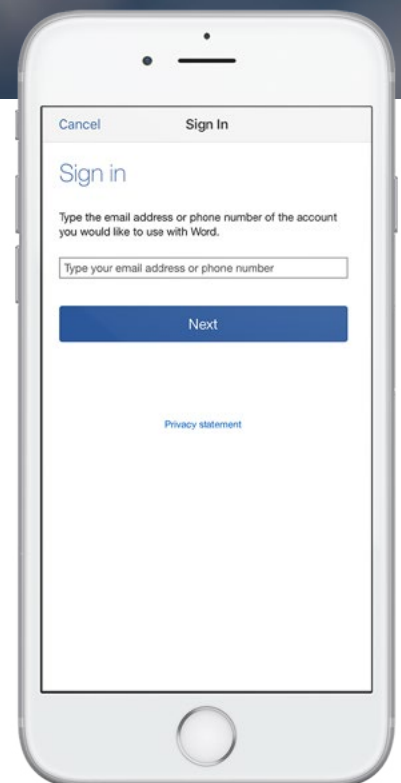 Cancel Sign In
Sign in
Type the email address or phone number of the account
you would like to use with Word.
Type your email address or phone number
Next
Privacy statement